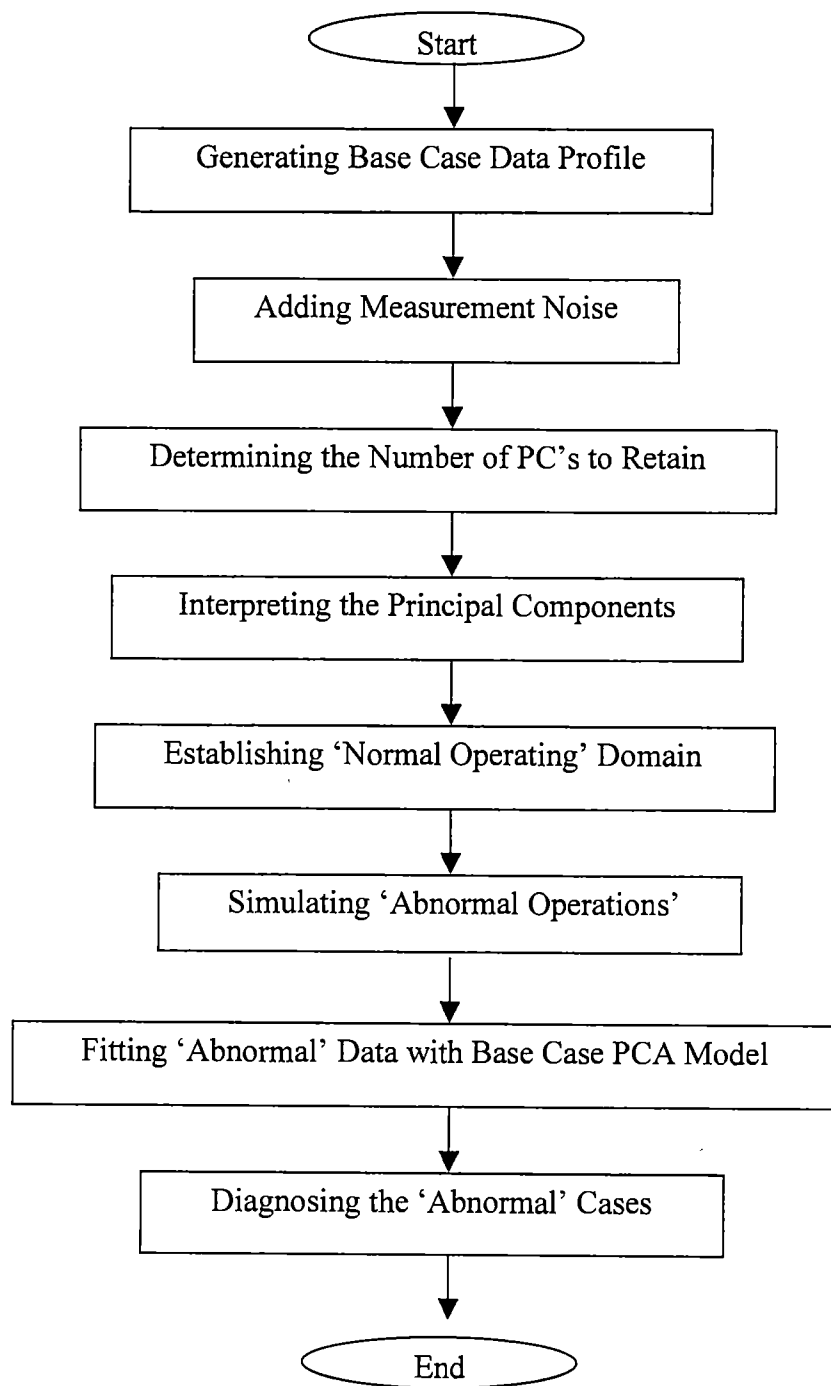 Start
Generating Base Case Data Profile
Adding Measurement Noise
Determining the Number of PC’s to Retain
Interpreting the Principal Components
Establishing ‘Normal Operating’ Domain
Simulating ‘Abnormal Operations’
Fitting ‘Abnormal’ Data with Base Case PCA Model
Diagnosing the ‘Abnormal’ Cases
End